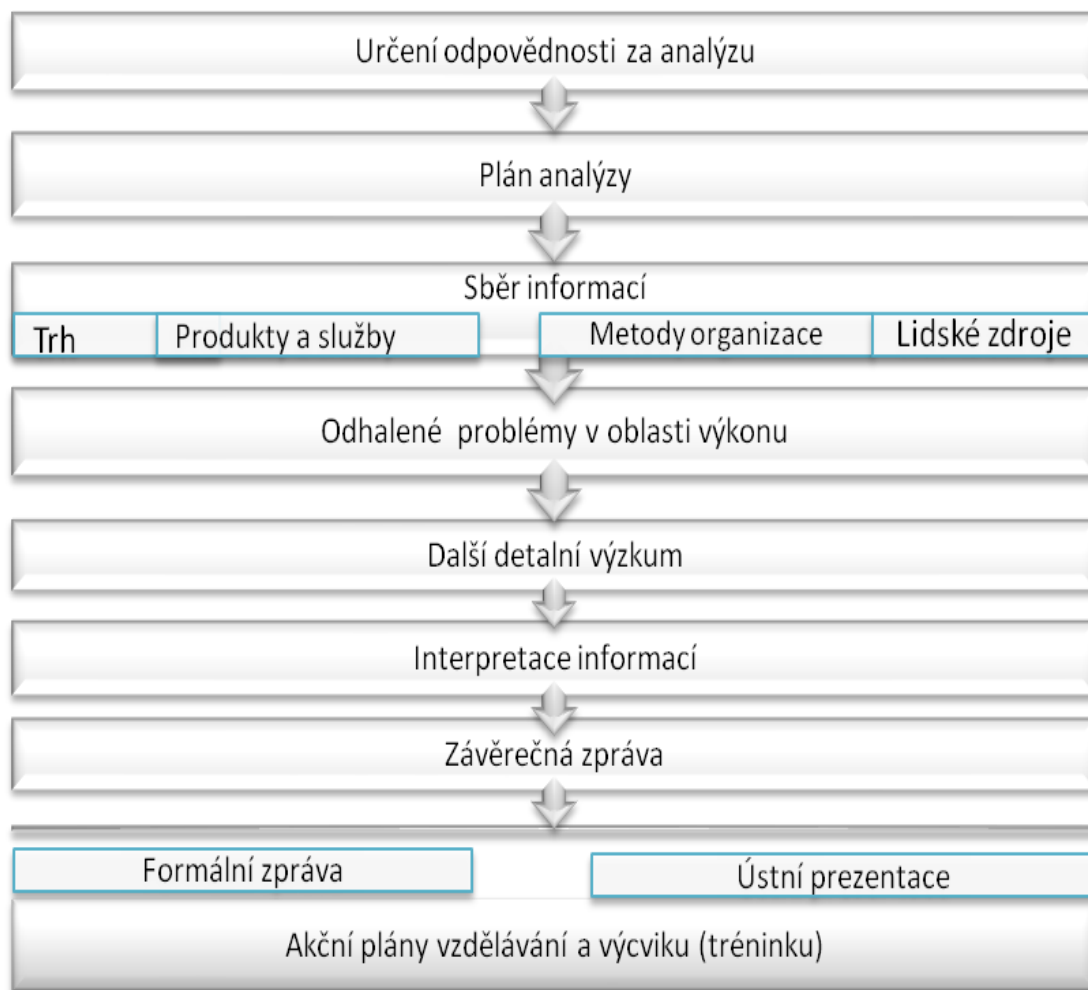 Určení odpovědnosti za analýzu
Plán analýzy
Sběr informací
Trh
Produkty a služby
Metody organizace
Lidské zdroje
Odhalené problémy v oblasti výkonu
Další detalní výzkum
Interpretace informací
Závěrečná zpráva
Formální zpráva
Ústní prezentace
Akční plány vzdělávání a výcviku (tréninku)